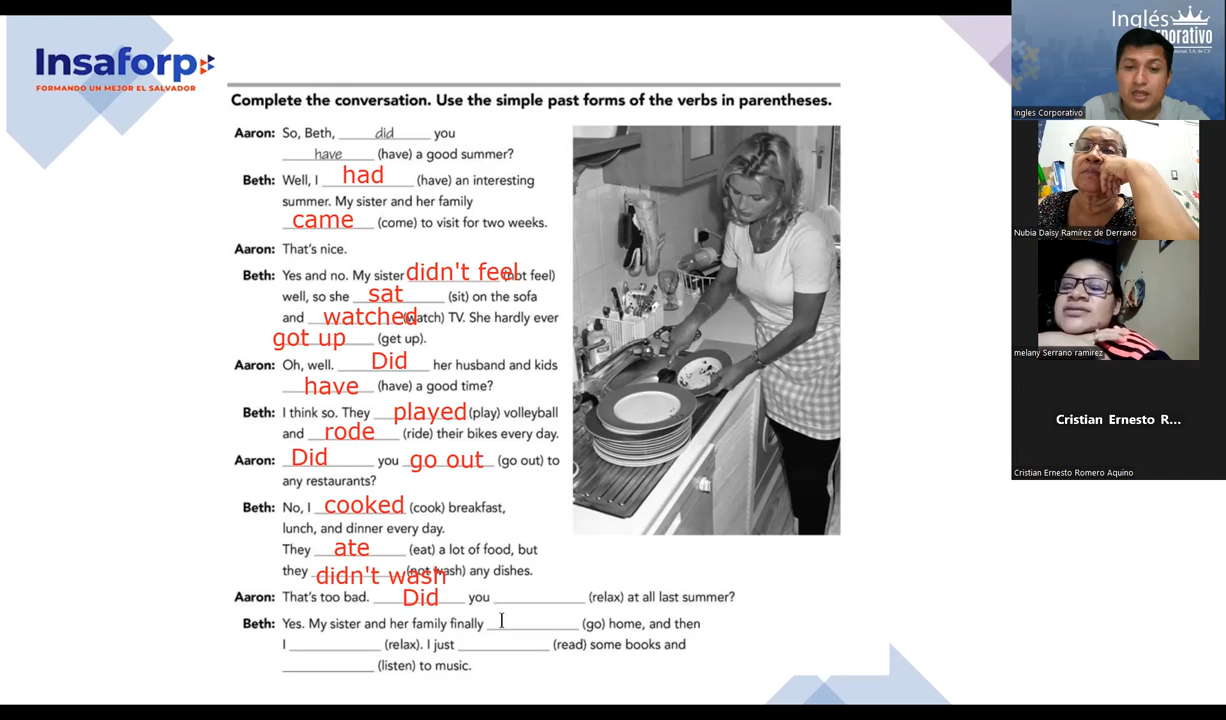 Insaforp
FORMANDO UN MEJOR EL SALVADOR
Complete the conversation. Use the simple past forms of the verbs in parentheses.
Aaron: So, Beth, did you
have (have) a good summer?
Beth: Well, I had (have) an interesting
summer. My sister and her family
came (come) to visit for two weeks.
Aaron: That's nice.
Beth: Yes and no. My sister didn't feel (not feel)
well, so she sat (sit) on the sofa
and watched (watch) TV. She hardly ever
got up (get up).
Aaron: Oh, well. Did her husband and kids
have (have) a good time?
Beth: I think so. They played (play) volleyball
and rode (ride) their bikes every day.
Aaron: Did you go out (go out) to
any restaurants?
Beth: No, I cooked (cook) breakfast,
lunch, and dinner every day.
They ate (eat) a lot of food, but
they didn't wash (not wash) any dishes.
Aaron: That's too bad. Did you (relax) at all last summer?
Beth: Yes. My sister and her family finally (go) home, and then
I (relax). I just (read) some books and
(listen) to music.
Inglés
Corporativo
Ingles Corporativo
Nubia Daisy Ramírez de Derrano
melany Serrano ramirez
Cristian Ernesto R...
Cristian Ernesto Romero Aquino